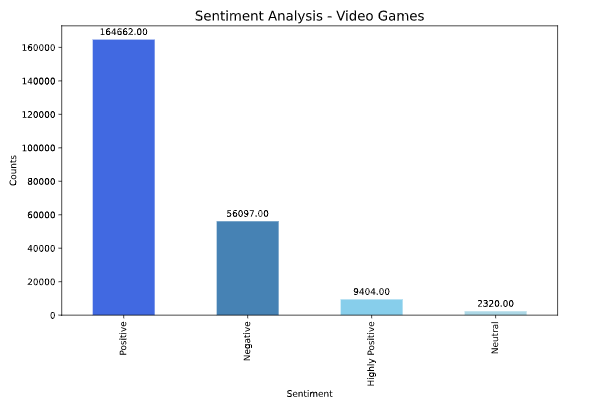 Sentiment Analysis - Video Games
164662.00
160000
140000
120000
100000
80000
60000
40000
20000
0
Counts
56097.00
9404.00
2320.00
Positive
Negative
Highly Positive
Neutral
Sentiment